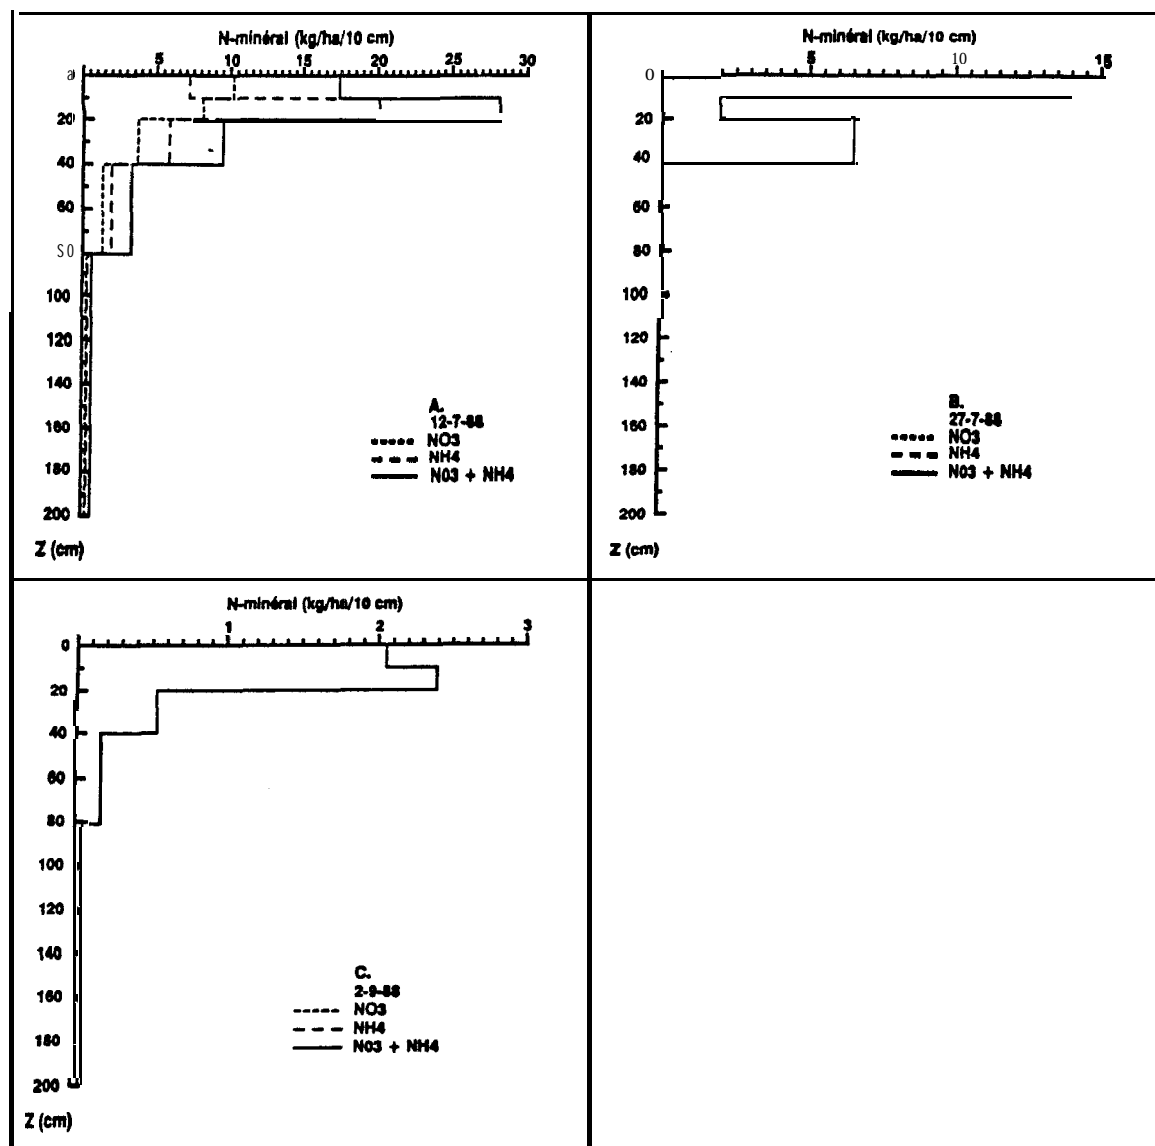 N-minéral (kg/ha/10 cm)
5 10 15 20 25 30
0
20
40
60
S0
100
120
140
160
180
200
Z (cm)
A.
12-7-88
NO3
NH4
N03 + NH4
N-minéral (kg/ha/10 cm)
5 10 15
0
20
40
60
80
100
120
140
160
180
200
Z (cm)
B.
27-7-88
NO3
NH4
N03 + NH4
N-minéral (kg/ha/10 cm)
1 2 3
0
20
40
60
80
100
120
140
160
180
200
Z (cm)
C.
2-9-88
NO3
NH4
N03 + NH4